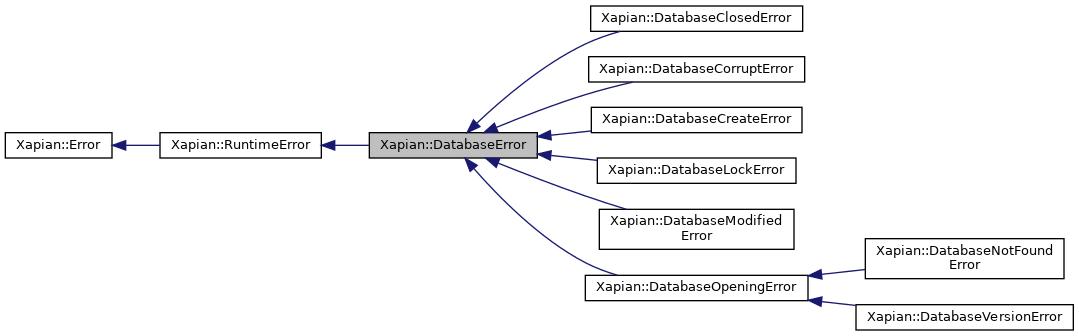 Xapian::DatabaseClosedError
Xapian::DatabaseCorruptError
Xapian::DatabaseCreateError
Xapian::Error
Xapian::RuntimeError
Xapian::DatabaseError
Xapian::DatabaseLockError
Xapian::DatabaseModified
Error
Xapian::DatabaseNotFound
Error
Xapian::DatabaseOpeningError
Xapian::DatabaseVersionError